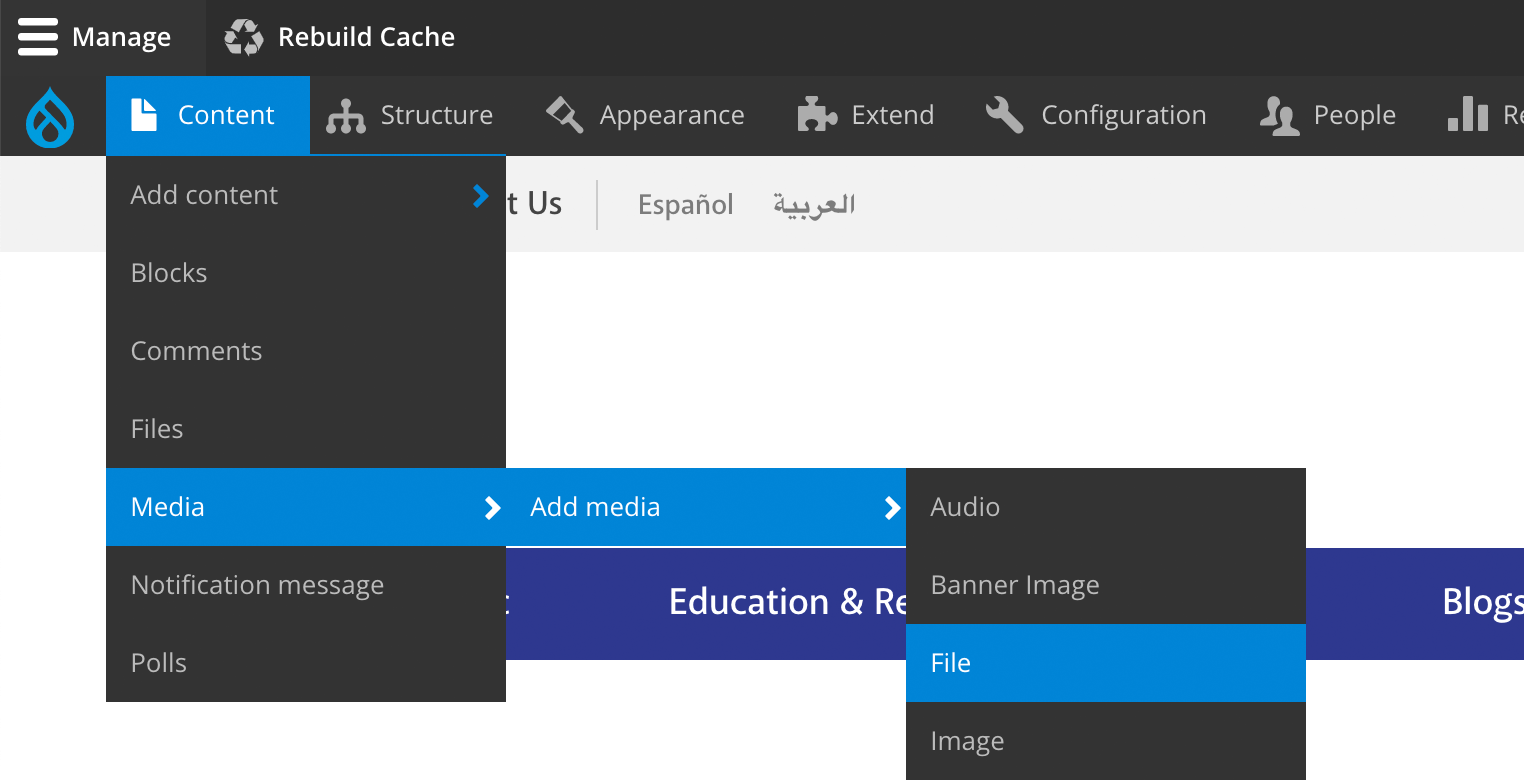 Manage
Rebuild Cache
Content
Structure
Appearance
Extend
Configuration
People
Add content
t Us
Español
العربية
Blocks
Comments
Files
Media
Add media
Audio
Notification message
Education & Re
Banner Image
Blogs
Polls
File
Image